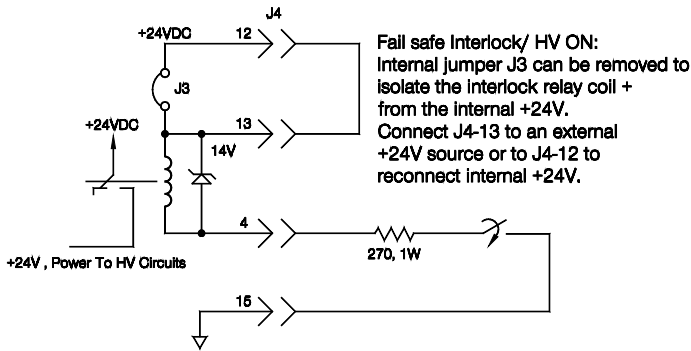 J4
+24VDC
12
Fail safe Interlock/ HV ON:
Internal jumper J3 can be removed to
isolate the interlock relay coil +
from the internal +24V.
Connect J4-13 to an external
+24V source or to J4-12 to
reconnect internal +24V.
J3
+24VDC
13
14V
4
270, 1W
+24V , Power To HV Circuits
15